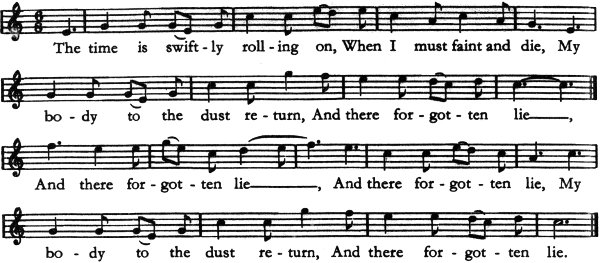 The time is swift - ly roll - ing on, When I must faint and die, My
bo - dy to the dust re - turn, And there for - got - ten lie___,
And there for - got - ten lie___, And there for - got - ten lie, My
bo - dy to the dust re - turn, And there for - got - ten lie.